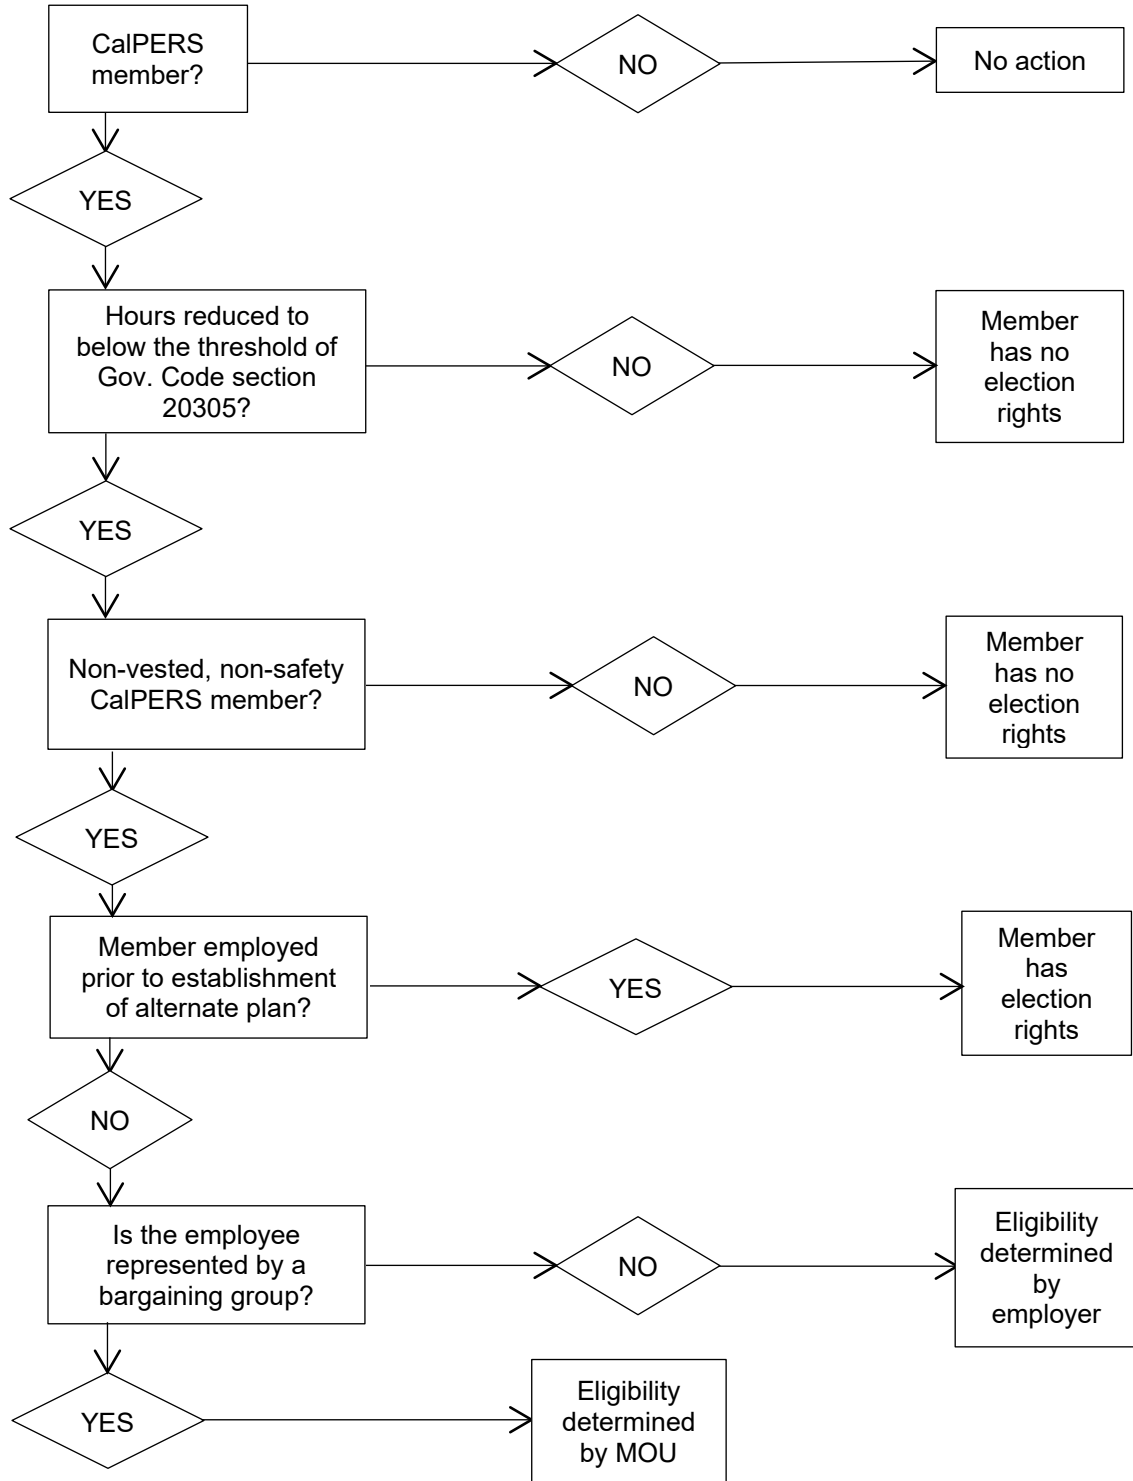 CalPERS
member?
NO
No action
YES
Hours reduced to
below the threshold of
Gov. Code section
20305?
NO
Member
has no
election
rights
YES
Non-vested, non-safety
CalPERS member?
NO
Member
has no
election
rights
YES
Member employed
prior to establishment
of alternate plan?
YES
Member
has
election
rights
NO
Is the employee
represented by a
bargaining group?
NO
Eligibility
determined
by
employer
YES
Eligibility
determined
by MOU